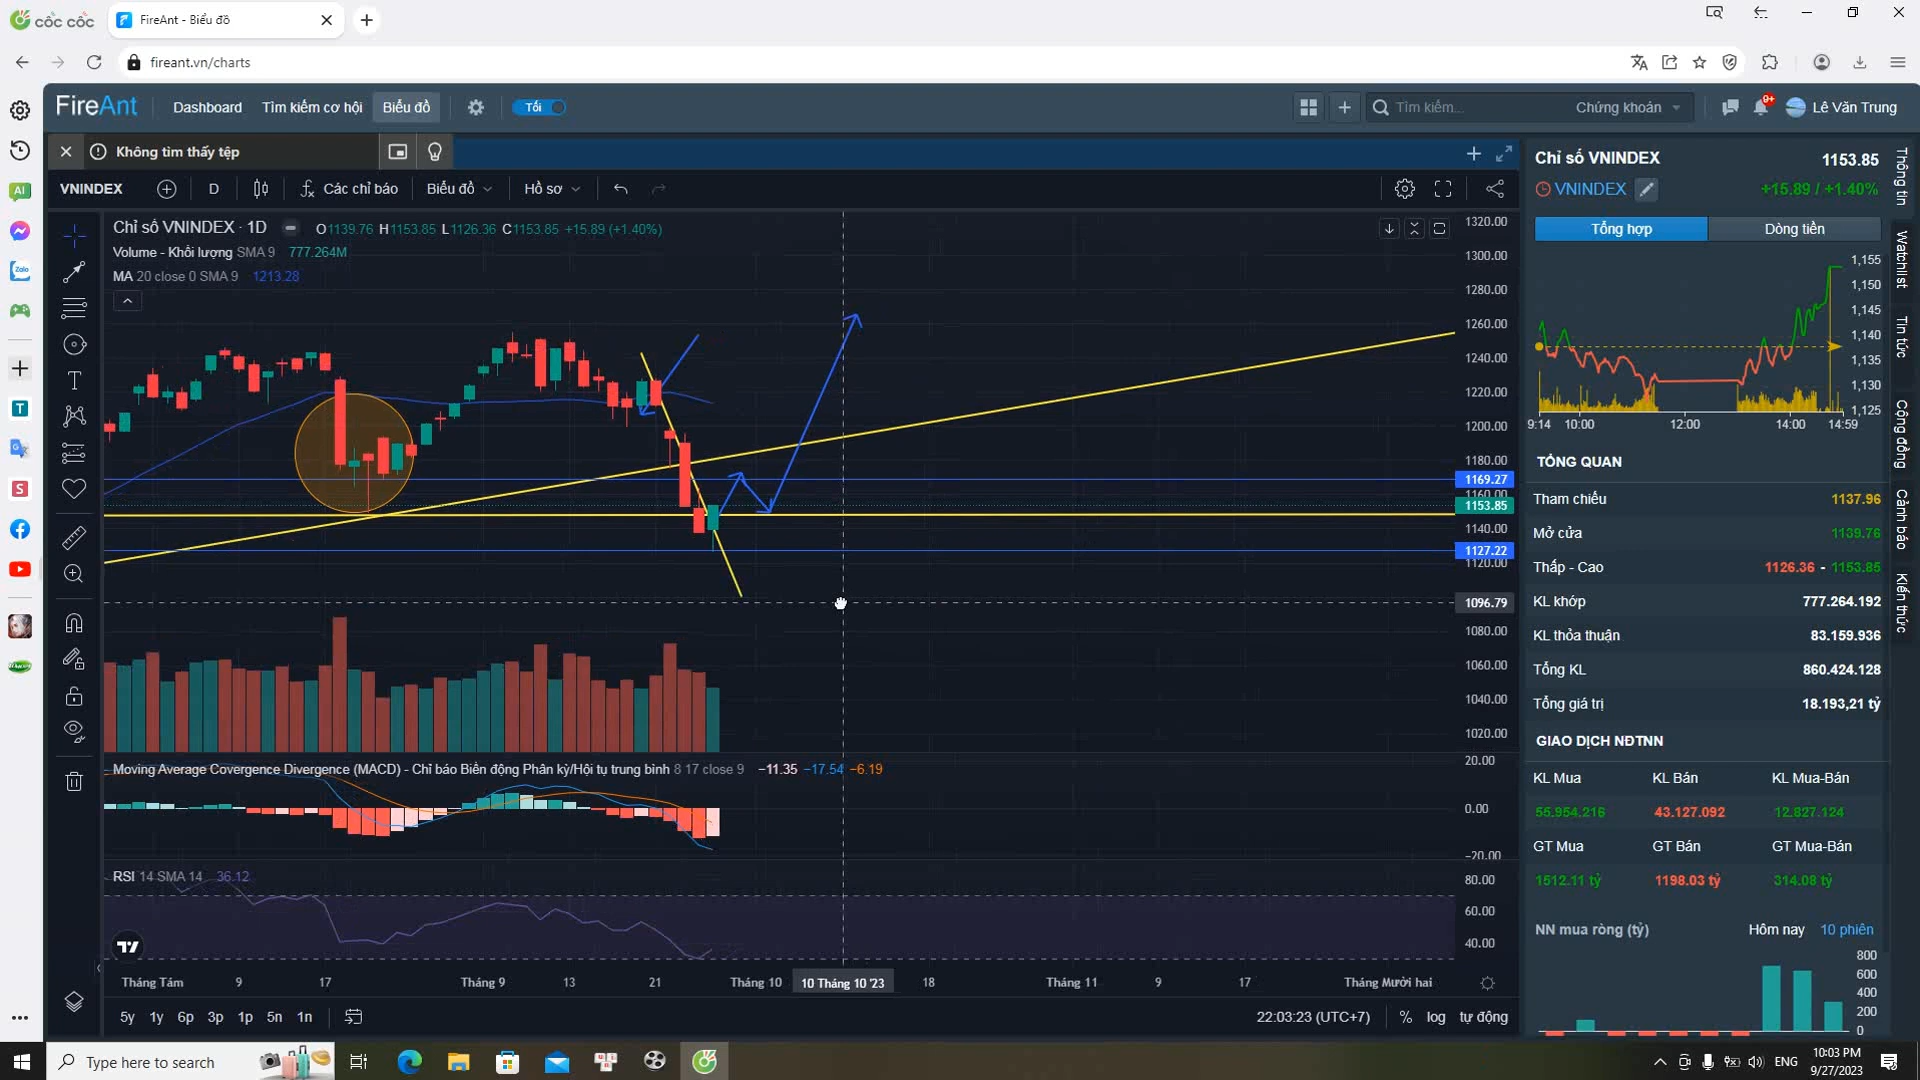 cốc cốc
FireAnt - Biểu đồ
fireant.vn/charts
FireAnt
Dashboard
Tìm kiếm cơ hội
Biểu đồ
Tối
Tìm kiếm...
Chứng khoán
9+
Lê Văn Trung
Không tìm thấy tệp
VNINDEX
D
Các chỉ báo
Biểu đồ
Hồ sơ
Chỉ số VNINDEX · 1D
O1139.76 H1153.85 L1126.36 C1153.85 +15.89 (+1.40%)
Volume - Khối lượng SMA 9 777.264M
MA 20 close 0 SMA 9 1213.28
1320.00
1300.00
1280.00
1260.00
1240.00
1220.00
1200.00
1180.00
1169.27
1160.00
1153.85
1140.00
1127.22
1120.00
1096.79
1080.00
1060.00
1040.00
1020.00
Moving Average Covergence Divergence (MACD) - Chỉ báo Biến động Phân kỳ/Hội tụ trung bình 8 17 close 9 −11.35 −17.54 −6.19
20.00
0.00
-20.00
RSI 14 SMA 14 36.12
80.00
60.00
40.00
Tháng Tám
9
17
Tháng 9
13
21
Tháng 10
10 Tháng 10 '23
18
Tháng 11
9
17
Tháng Mười hai
5y 1y 6p 3p 1p 5n 1n
22:03:23 (UTC+7)
% log tự động
Chỉ số VNINDEX
1153.85
VNINDEX
+15.89 / +1.40%
Tổng hợp
Dòng tiền
1,155
1,150
1,145
1,140
1,135
1,130
1,125
9:14 10:00 12:00 14:00 14:59
TỔNG QUAN
Tham chiếu 1137.96
Mở cửa 1139.76
Thấp - Cao 1126.36 - 1153.85
KL khớp 777.264.192
KL thỏa thuận 83.159.936
Tổng KL 860.424.128
Tổng giá trị 18.193,21 tỷ
GIAO DỊCH NĐTNN
KL Mua KL Bán KL Mua-Bán
55.954.216 43.127.092 12.827.124
GT Mua GT Bán GT Mua-Bán
1512.11 tỷ 1198.03 tỷ 314.08 tỷ
NN mua ròng (tỷ)
Hôm nay
10 phiên
800
600
400
200
0
Thông tin
Watchlist
Tin tức
Cộng đồng
Cảnh báo
Kiến thức
AI
Zalo
T
S
Type here to search
ENG
10:03 PM
9/27/2023